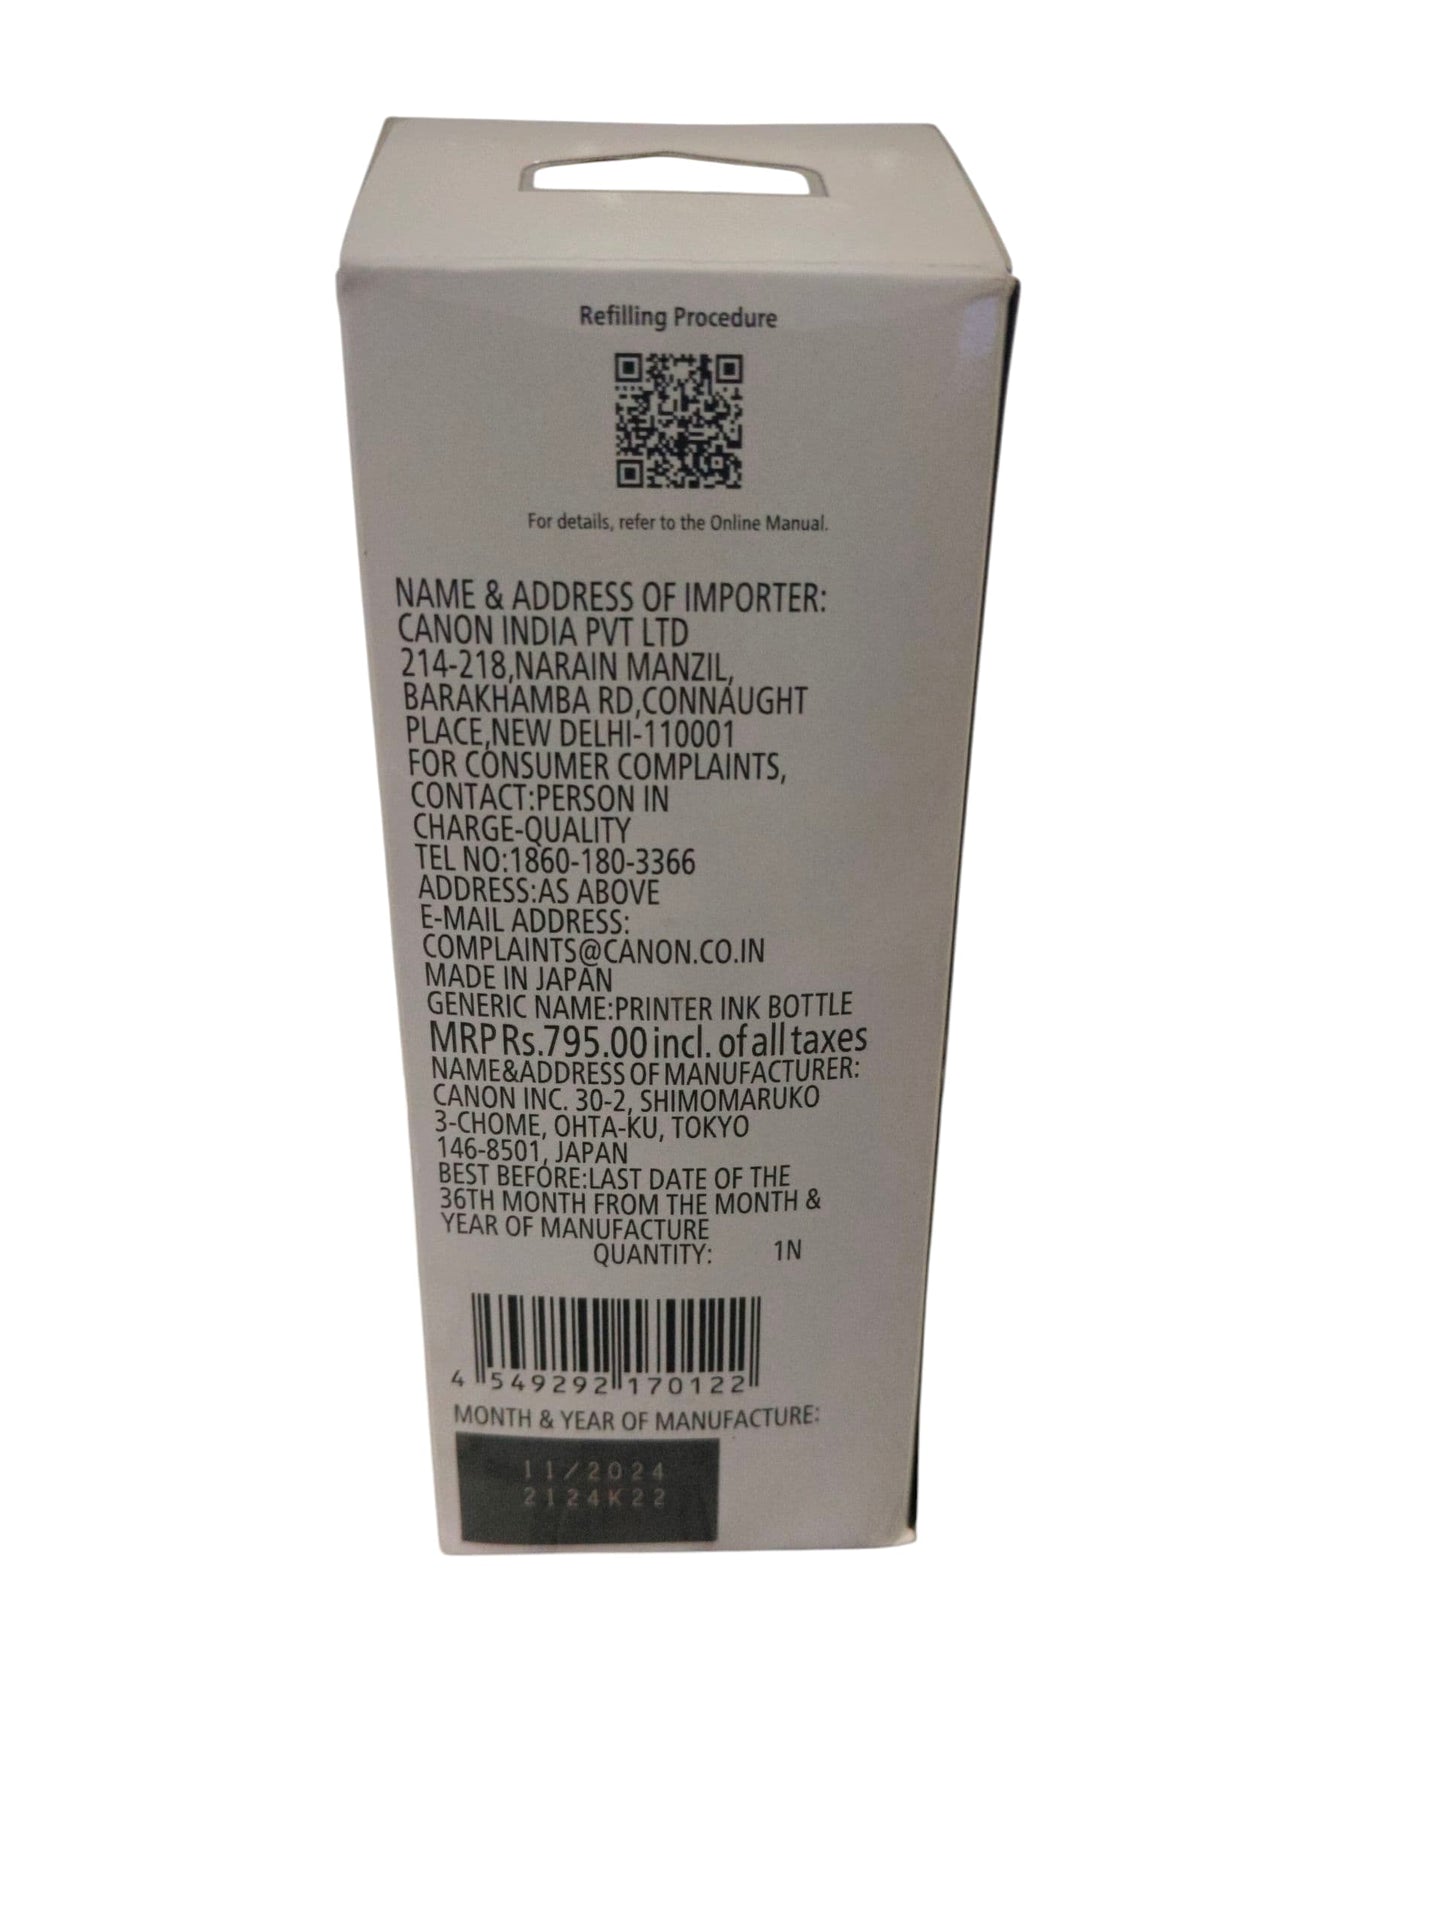 Refilling Procedure
For details, refer to the Online Manual.
NAME & ADDRESS OF IMPORTER:
CANON INDIA PVT LTD
214-218,NARAIN MANZIL,
BARAKHAMBA RD,CONNAUGHT
PLACE,NEW DELHI-110001
FOR CONSUMER COMPLAINTS,
CONTACT:PERSON IN
CHARGE-QUALITY
TEL NO:1860-180-3366
ADDRESS:AS ABOVE
E-MAIL ADDRESS:
COMPLAINTS@CANON.CO.IN
MADE IN JAPAN
GENERIC NAME:PRINTER INK BOTTLE
MRP Rs.795.00 incl. of all taxes
NAME&ADDRESS OF MANUFACTURER:
CANON INC. 30-2, SHIMOMARUKO
3-CHOME, OHTA-KU, TOKYO
146-8501, JAPAN
BEST BEFORE:LAST DATE OF THE
36TH MONTH FROM THE MONTH &
YEAR OF MANUFACTURE
QUANTITY: 1N
4 549292 170122
MONTH & YEAR OF MANUFACTURE:
11/2024
2124K22